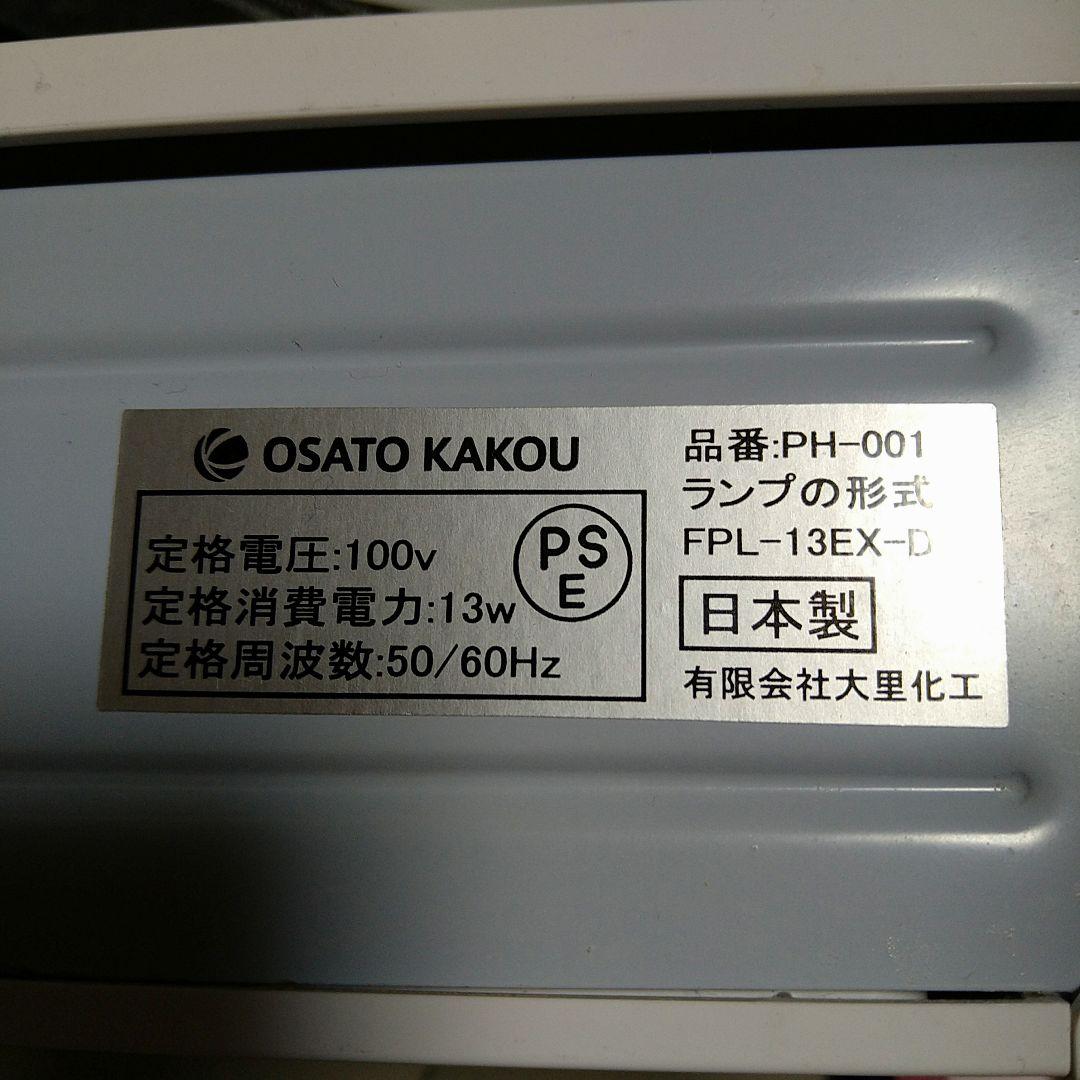 OSATO KAKOU
定格電圧:100v
定格消費電力:13w
定格周波数:50/60Hz
PS
E
品番:PH-001
ランプの形式
FPL-13EX-D
日本製
有限会社大里化工